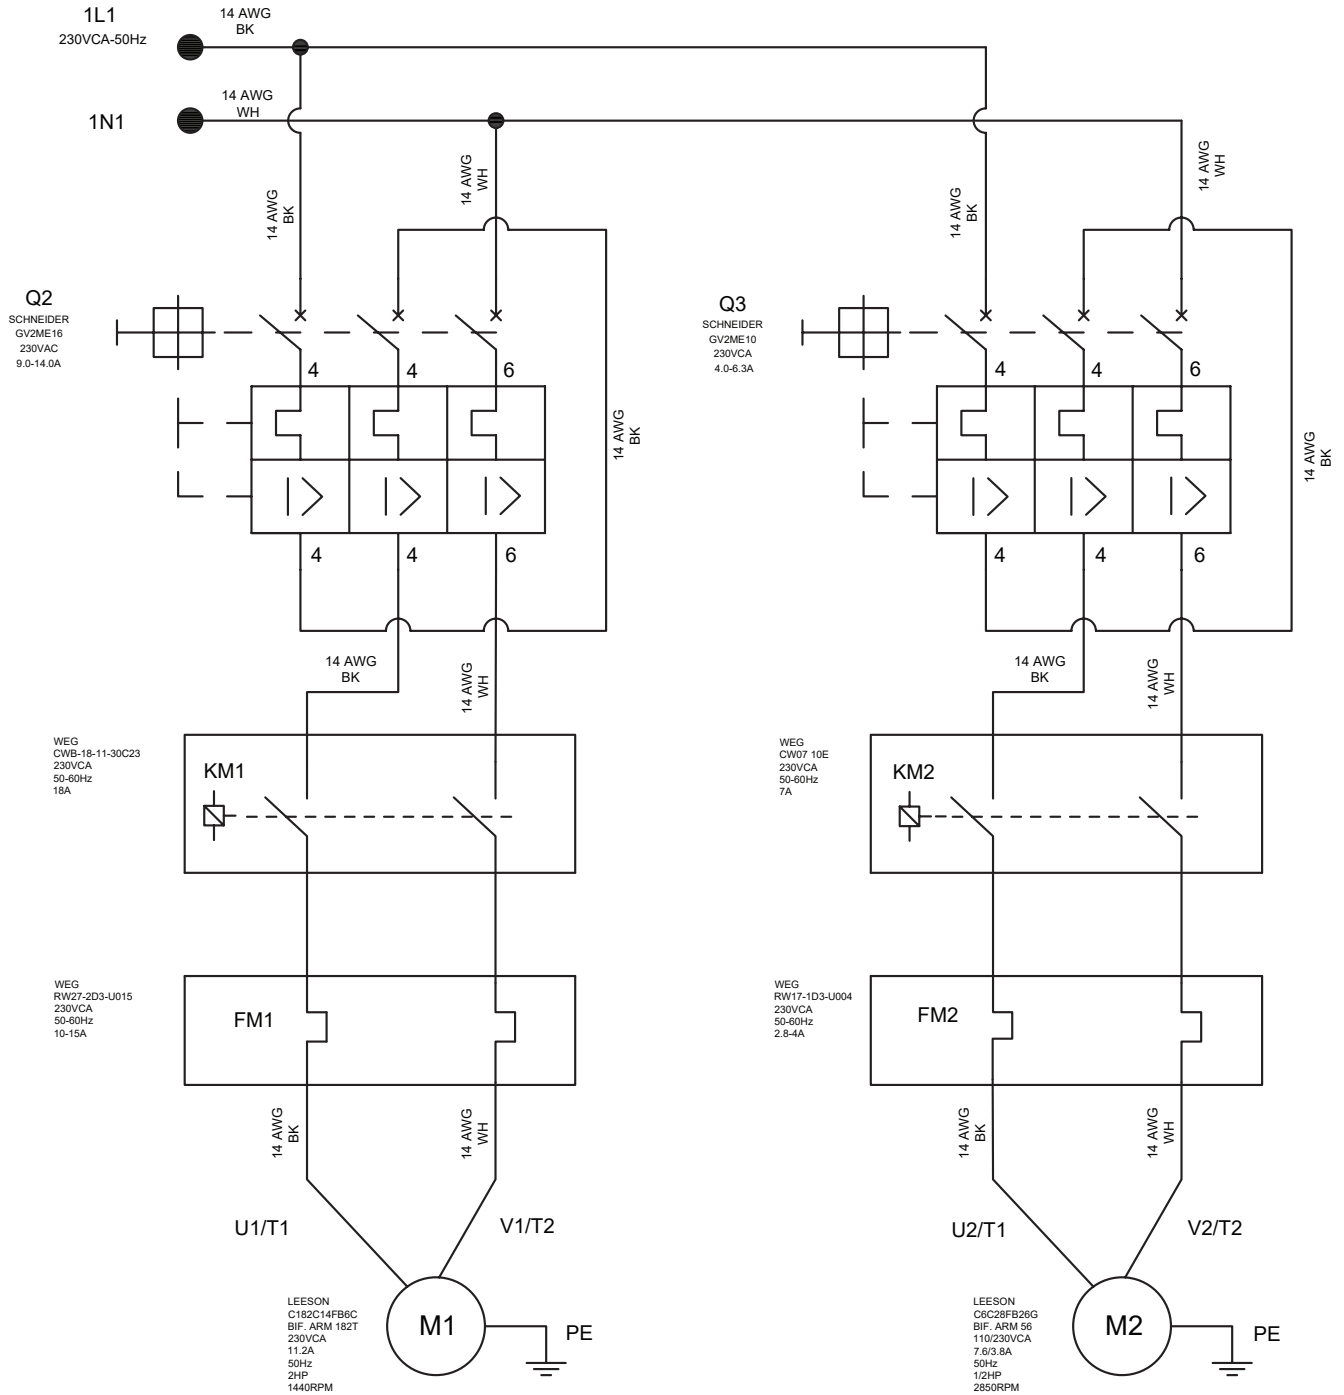 1L1
230VCA-50Hz
14 AWG
BK
1N1
14 AWG
WH
14 AWG
BK
14 AWG
WH
14 AWG
BK
14 AWG
WH
Q2
SCHNEIDER
GV2ME16
230VAC
9.0-14.0A
4
4
6
14 AWG
BK
4
4
6
Q3
SCHNEIDER
GV2ME10
230VCA
4.0-6.3A
4
4
6
14 AWG
BK
4
4
6
14 AWG
BK
14 AWG
WH
14 AWG
BK
14 AWG
WH
WEG
CWB-18-11-30C23
230VCA
50-60Hz
18A
KM1
WEG
CW07 10E
230VCA
50-60Hz
7A
KM2
WEG
RW27-2D3-U015
230VCA
50-60Hz
10-15A
FM1
WEG
RW17-1D3-U004
230VCA
50-60Hz
2.8-4A
FM2
14 AWG
BK
14 AWG
WH
14 AWG
BK
14 AWG
WH
U1/T1
V1/T2
U2/T1
V2/T2
LEESON
C182C14FB6C
BIF. ARM 182T
230VCA
11.2A
50Hz
2HP
1440RPM
M1
PE
LEESON
C6C28FB26G
BIF. ARM 56
110/230VCA
7.6/3.8A
50Hz
1/2HP
2850RPM
M2
PE